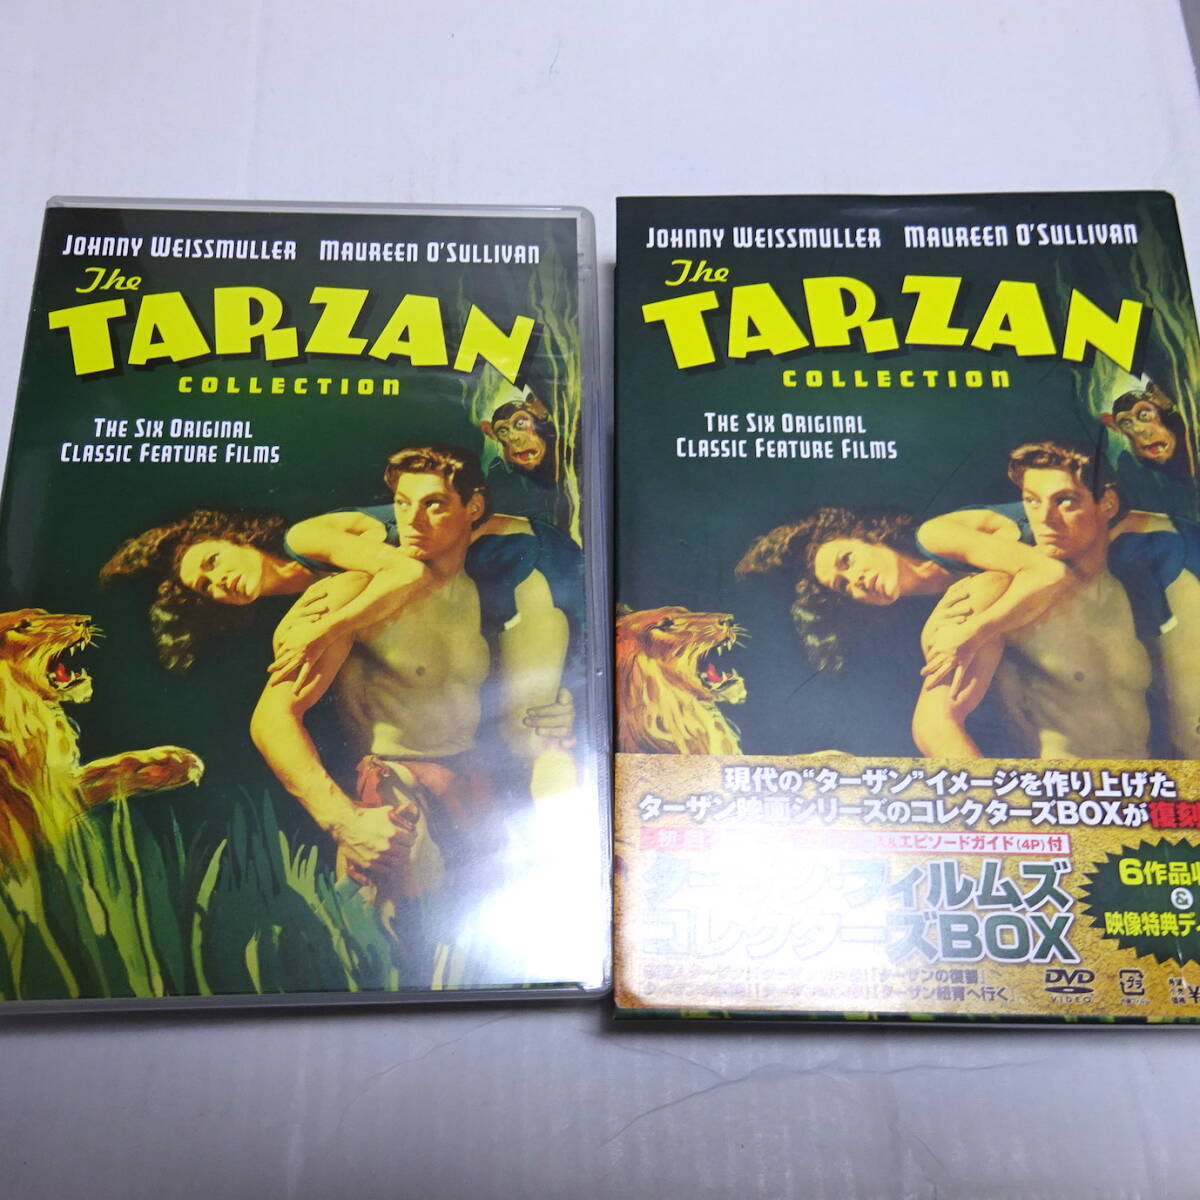 JOHNNY WEISSMULLER MAUREEN O'SULLIVAN
The
TARZAN
COLLECTION
THE SIX ORIGINAL
CLASSIC FEATURE FILMS
JOHNNY WEISSMULLER MAUREEN O'SULLIVAN
The
TARZAN
COLLECTION
THE SIX ORIGINAL
CLASSIC FEATURE FILMS
現代の“ターザン”イメージを作り上げた
ターザン映画シリーズのコレクターズBOXが復刻
&エピソードガイド(4P)付
ターザン・フィルムズ
コレクターズBOX
6作品収
&
映像特典ディ
『ターザンの復讐』
『ターザン紐育へ行く』
DVD
VIDEO